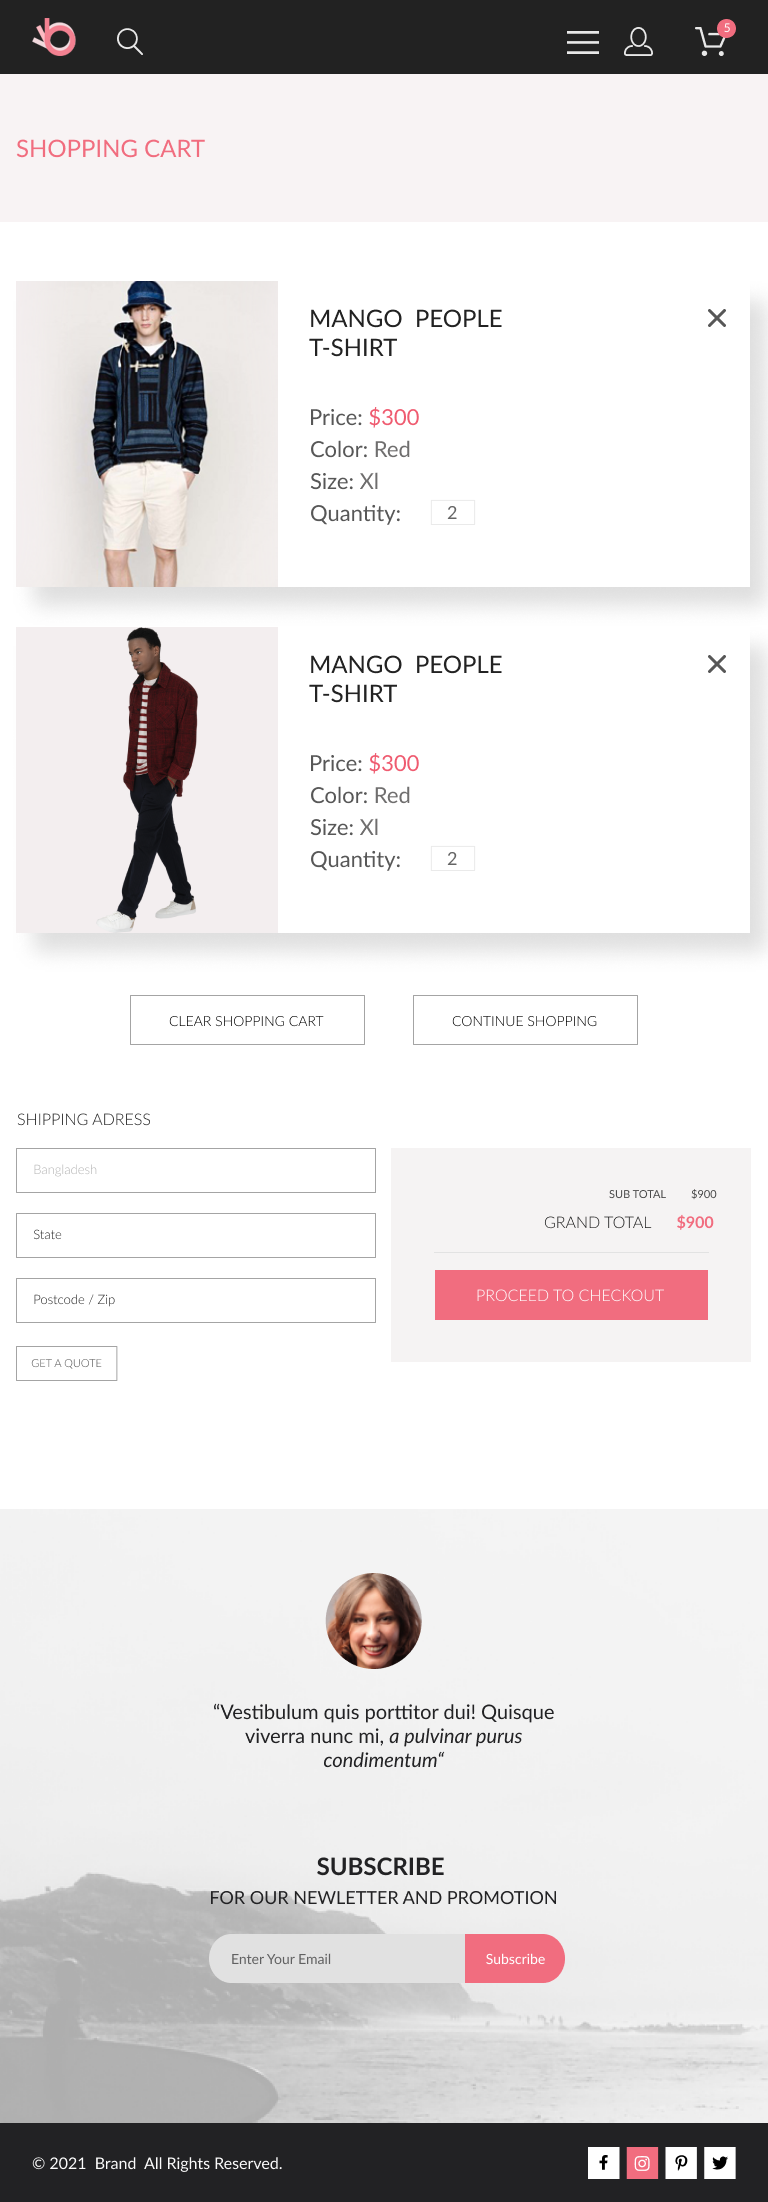 5
SHOPPING CART
MANGO PEOPLE
T-SHIRT
Price: $300
Color: Red
Size: Xl
Quantity: 2
MANGO PEOPLE
T-SHIRT
Price: $300
Color: Red
Size: Xl
Quantity: 2
CLEAR SHOPPING CART
CONTINUE SHOPPING
SHIPPING ADRESS
Bangladesh
State
Postcode / Zip
GET A QUOTE
SUB TOTAL $900
GRAND TOTAL $900
PROCEED TO CHECKOUT
“Vestibulum quis porttitor dui! Quisque
viverra nunc mi, a pulvinar purus
condimentum“
SUBSCRIBE
FOR OUR NEWLETTER AND PROMOTION
Enter Your Email Subscribe
© 2021 Brand All Rights Reserved.